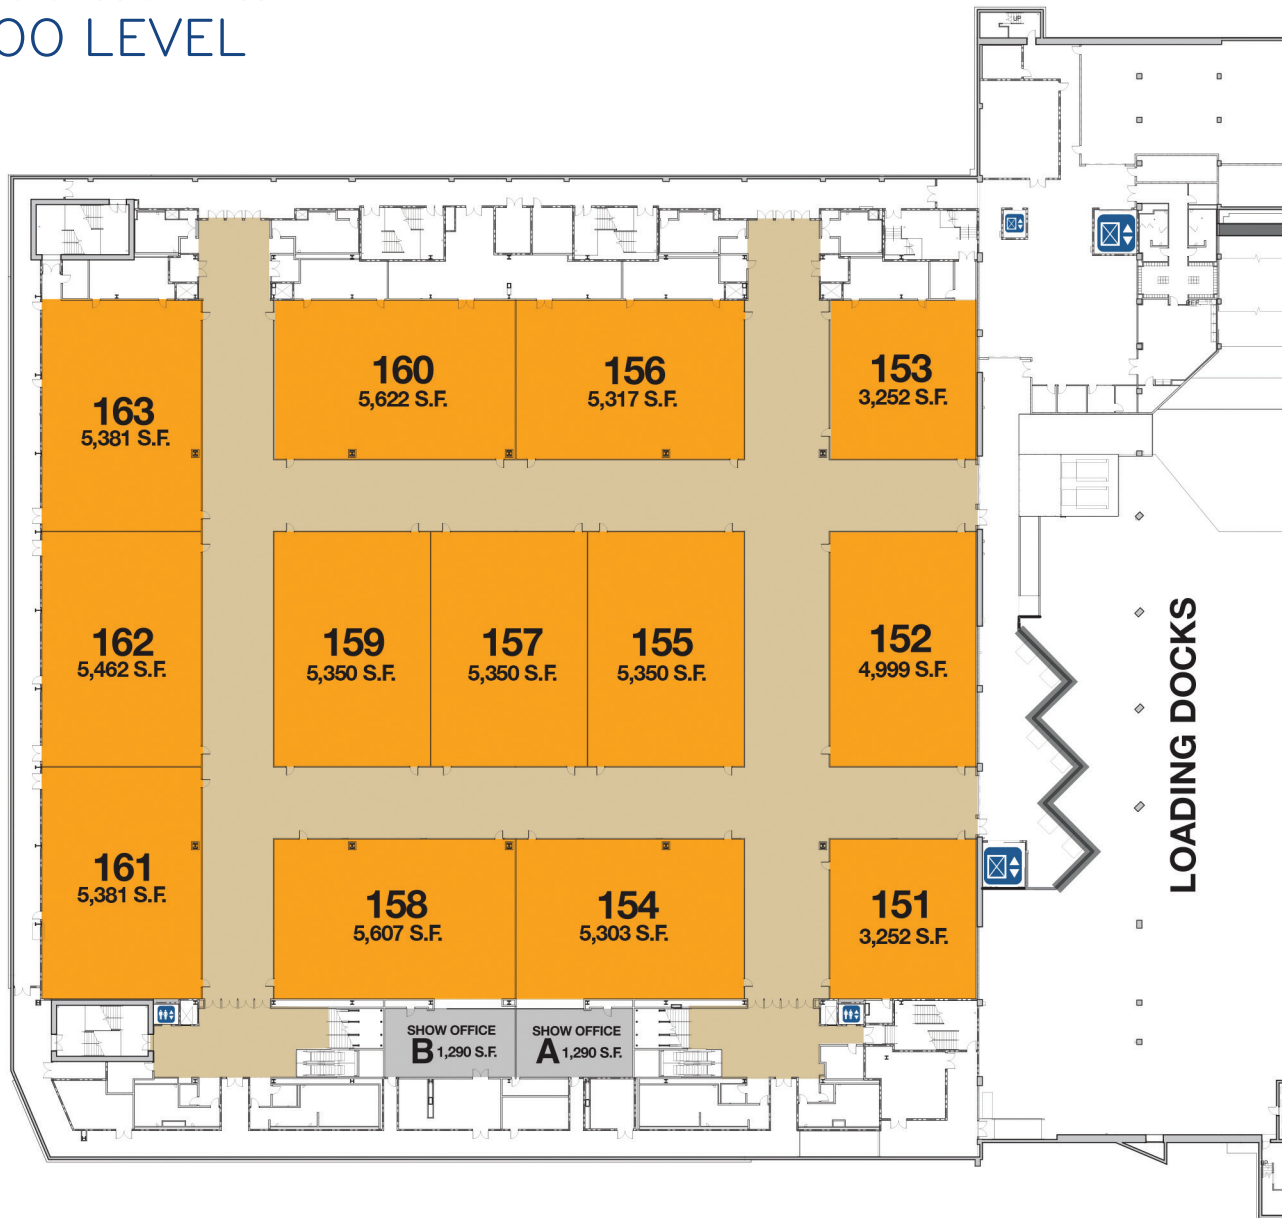 00 LEVEL
UP
160
5,622 S.F.
156
5,317 S.F.
153
3,252 S.F.
163
5,381 S.F.
162
5,462 S.F.
159
5,350 S.F.
157
5,350 S.F.
155
5,350 S.F.
152
4,999 S.F.
LOADING DOCKS
161
5,381 S.F.
158
5,607 S.F.
154
5,303 S.F.
151
3,252 S.F.
SHOW OFFICE
B 1,290 S.F.
SHOW OFFICE
A 1,290 S.F.